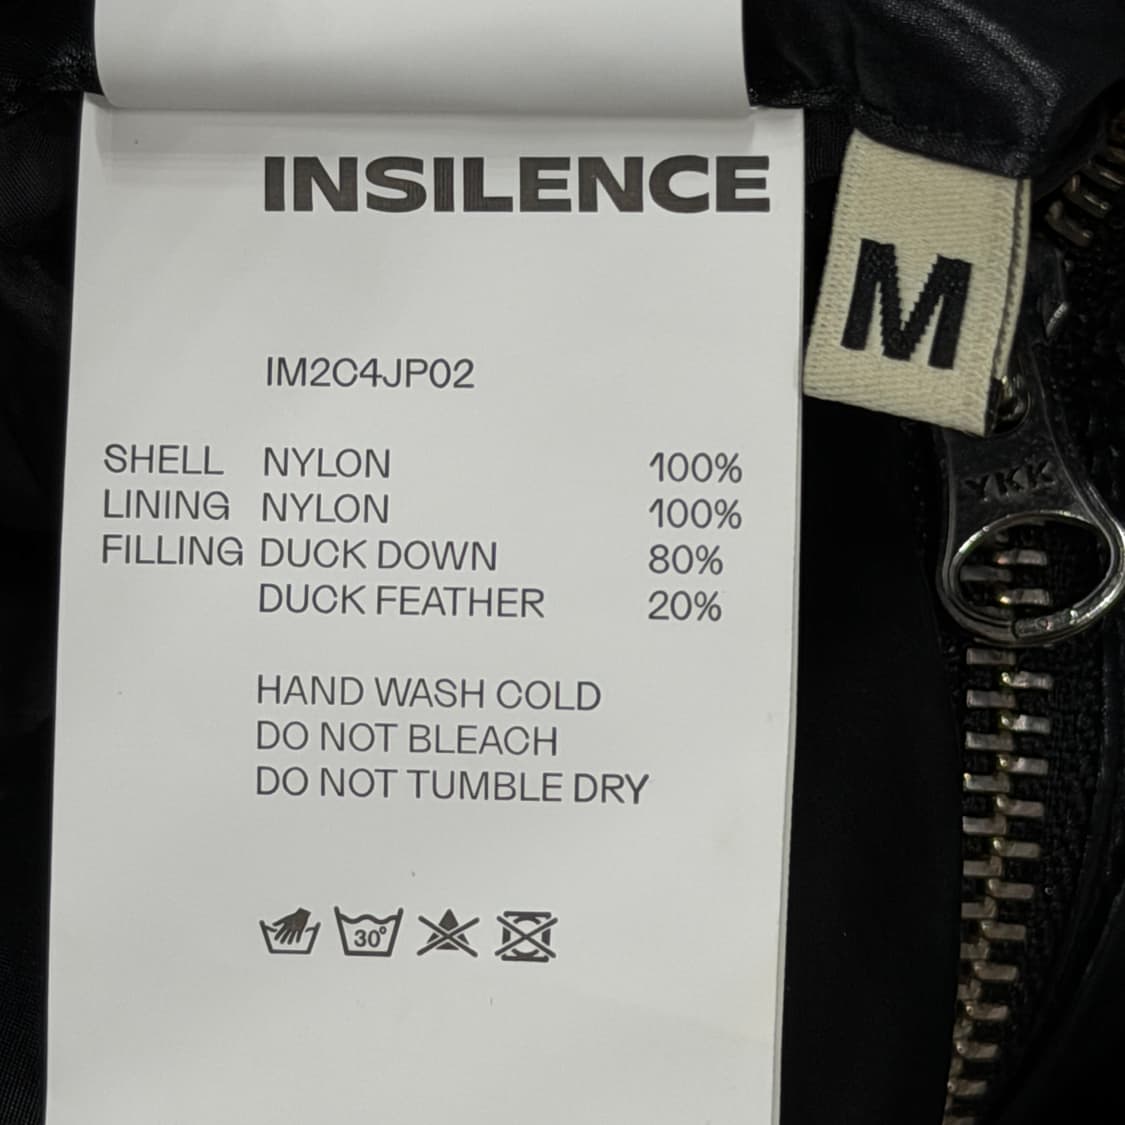 INSILENCE
M
IM2C4JP02
SHELL NYLON 100%
LINING NYLON 100%
FILLING DUCK DOWN 80%
DUCK FEATHER 20%
HAND WASH COLD
DO NOT BLEACH
DO NOT TUMBLE DRY
30°
YKK